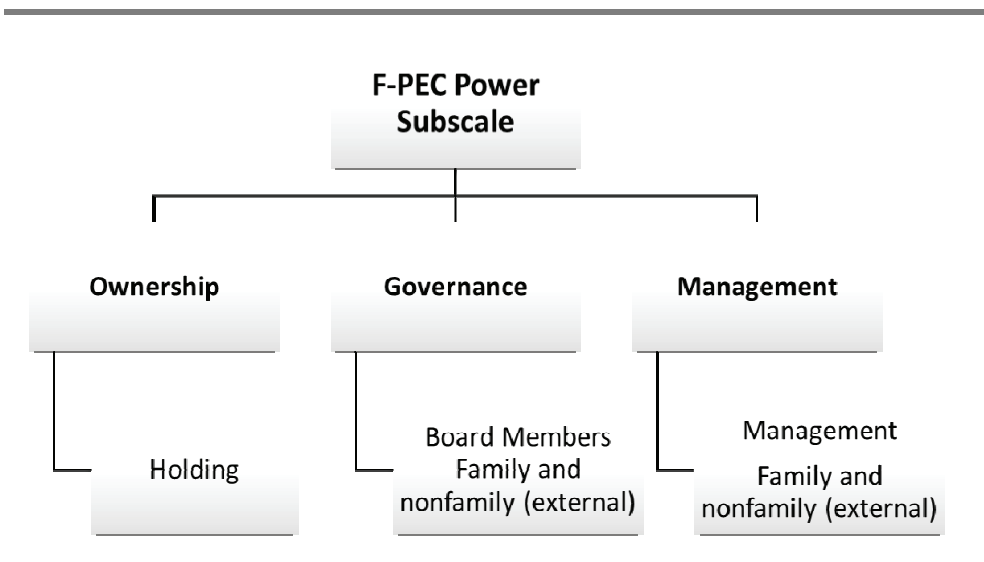 F-PEC Power
Subscale
Ownership
Governance
Management
Holding
Board Members
Family and
nonfamily (external)
Management
Family and
nonfamily (external)